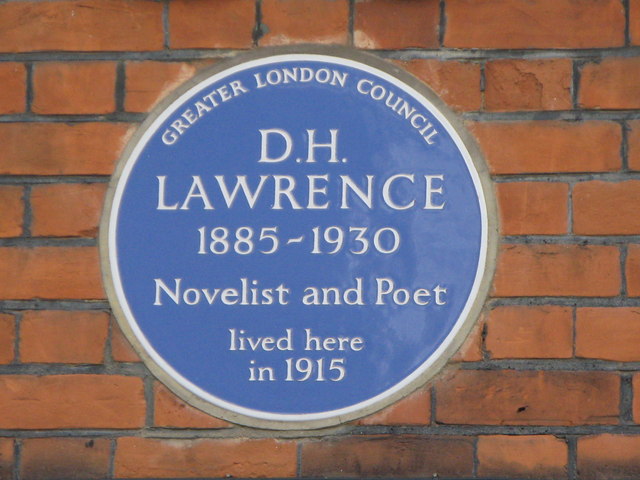 GREATER LONDON COUNCIL
D.H.
LAWRENCE
1885-1930
Novelist and Poet
lived here
in 1915